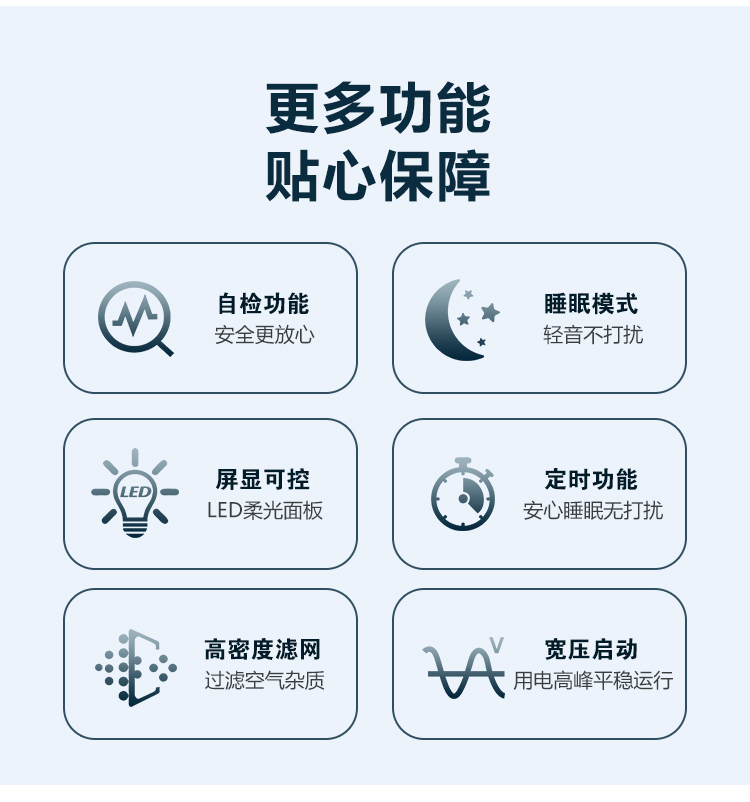 更多功能
贴心保障
自检功能
安全更放心
睡眠模式
轻音不打扰
LED
屏显可控
LED柔光面板
定时功能
安心睡眠无打扰
高密度滤网
过滤空气杂质
V
宽压启动
用电高峰平稳运行